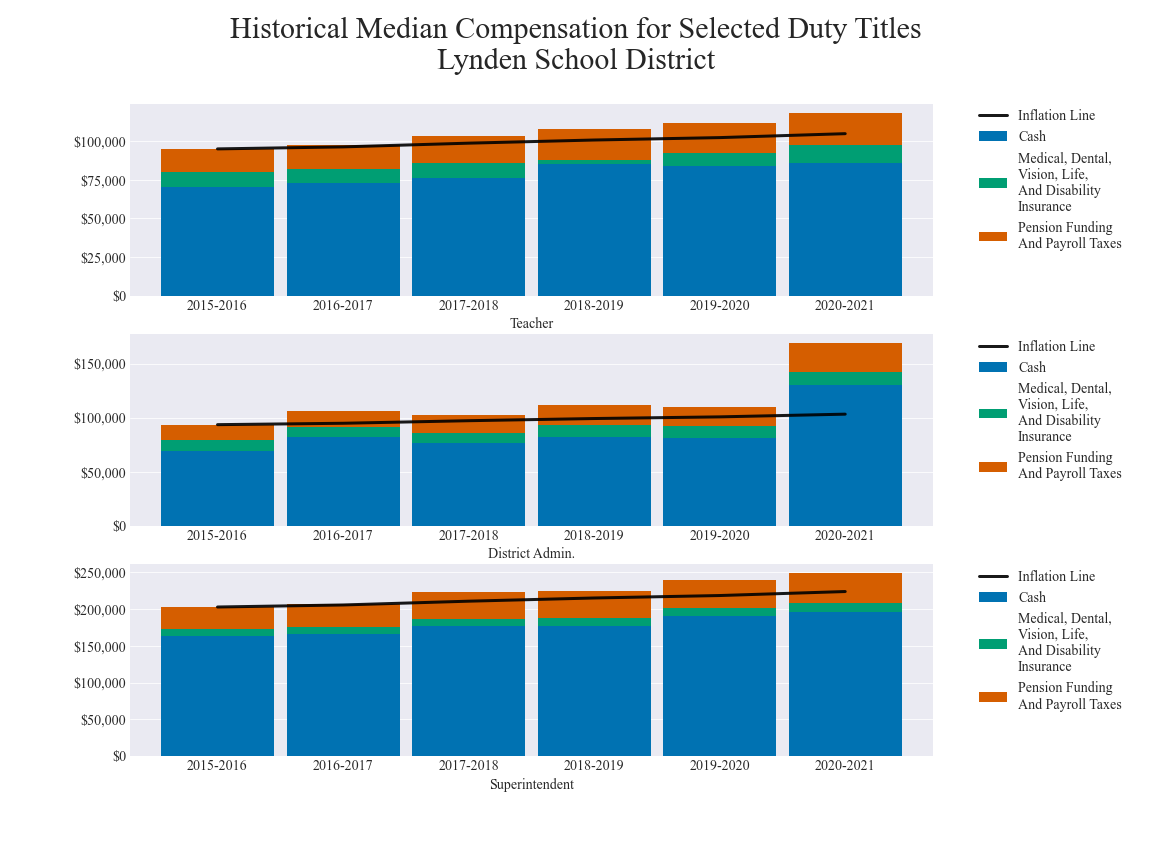 Historical Median Compensation for Selected Duty Titles
Lynden School District
$100,000
$75,000
$50,000
$25,000
$0
2015-2016 2016-2017 2017-2018 2018-2019 2019-2020 2020-2021
Teacher
Inflation Line
Cash
Medical, Dental,
Vision, Life,
And Disability
Insurance
Pension Funding
And Payroll Taxes
$150,000
$100,000
$50,000
$0
2015-2016 2016-2017 2017-2018 2018-2019 2019-2020 2020-2021
District Admin.
Inflation Line
Cash
Medical, Dental,
Vision, Life,
And Disability
Insurance
Pension Funding
And Payroll Taxes
$250,000
$200,000
$150,000
$100,000
$50,000
$0
2015-2016 2016-2017 2017-2018 2018-2019 2019-2020 2020-2021
Superintendent
Inflation Line
Cash
Medical, Dental,
Vision, Life,
And Disability
Insurance
Pension Funding
And Payroll Taxes